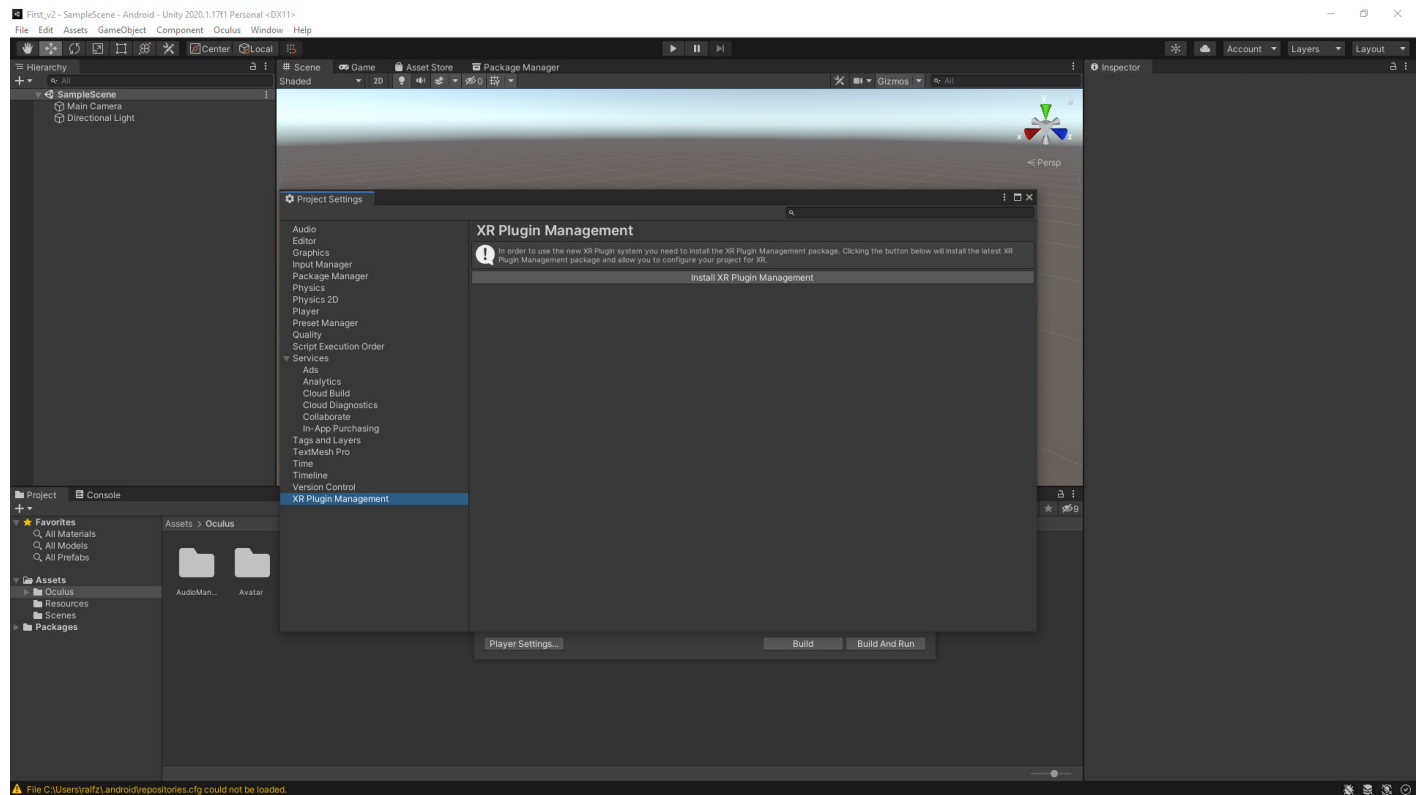 First_v2 - SampleScene - Android - Unity 2020.1.17f1 Personal <DX11>
File Edit Assets GameObject Component Oculus Window Help
Center Local
Account Layers Layout
Hierarchy
All
SampleScene
Main Camera
Directional Light
Scene Game Asset Store Package Manager
Shaded 2D 0 Gizmos All
y
x z
Persp
Inspector
Project Settings
Audio
Editor
Graphics
Input Manager
Package Manager
Physics
Physics 2D
Player
Preset Manager
Quality
Script Execution Order
Services
Ads
Analytics
Cloud Build
Cloud Diagnostics
Collaborate
In-App Purchasing
Tags and Layers
TextMesh Pro
Time
Timeline
Version Control
XR Plugin Management
XR Plugin Management
In order to use the new XR Plugin system you need to install the XR Plugin Management package. Clicking the button below will install the latest XR
Plugin Management package and allow you to configure your project for XR.
Install XR Plugin Management
Player Settings... Build Build And Run
Project Console
9
Favorites
All Materials
All Models
All Prefabs
Assets
Oculus
Resources
Scenes
Packages
Assets > Oculus
AudioMan... Avatar
File C:\Users\ralfz\.android\repositories.cfg could not be loaded.